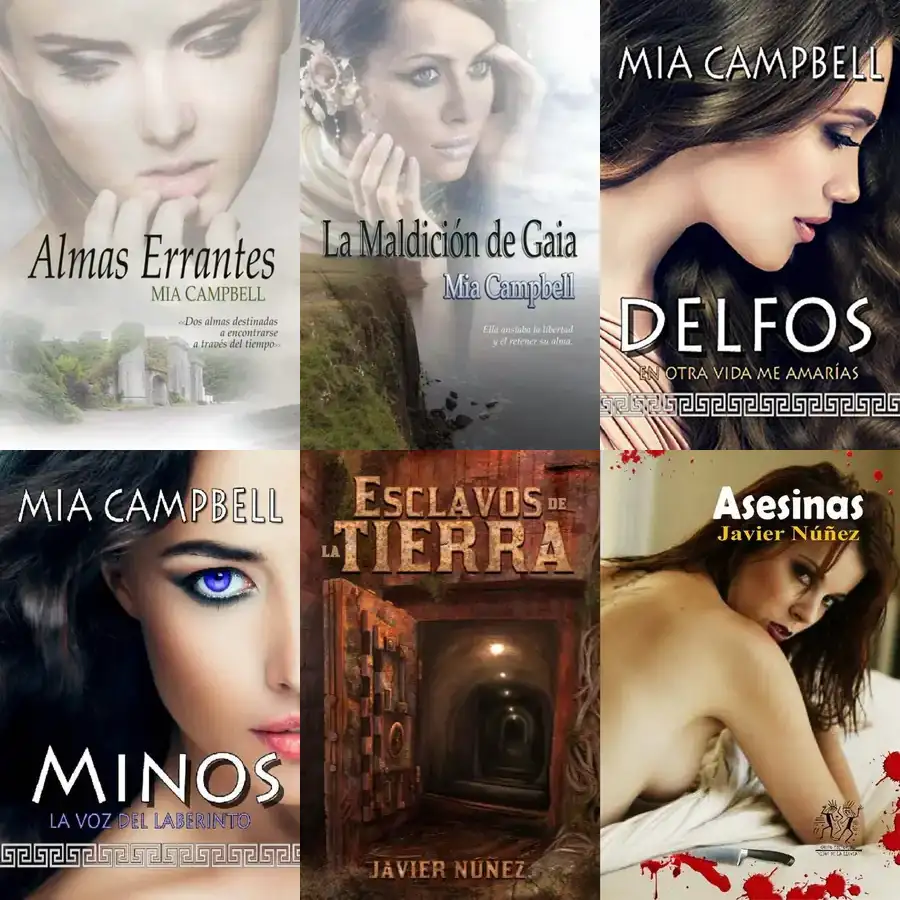 Almas Errantes
MIA CAMPBELL
«Dos almas destinadas
a encontrarse
a través del tiempo»
La Maldición de Gaia
Mia Campbell
Ella ansiaba la libertad
y él retener su alma.
MIA CAMPBELL
DELFOS
EN OTRA VIDA ME AMARÍAS
MIA CAMPBELL
MINOS
LA VOZ DEL LABERINTO
ESCLAVOS DE
LA TIERRA
JAVIER NÚÑEZ
Asesinas
Javier Núñez